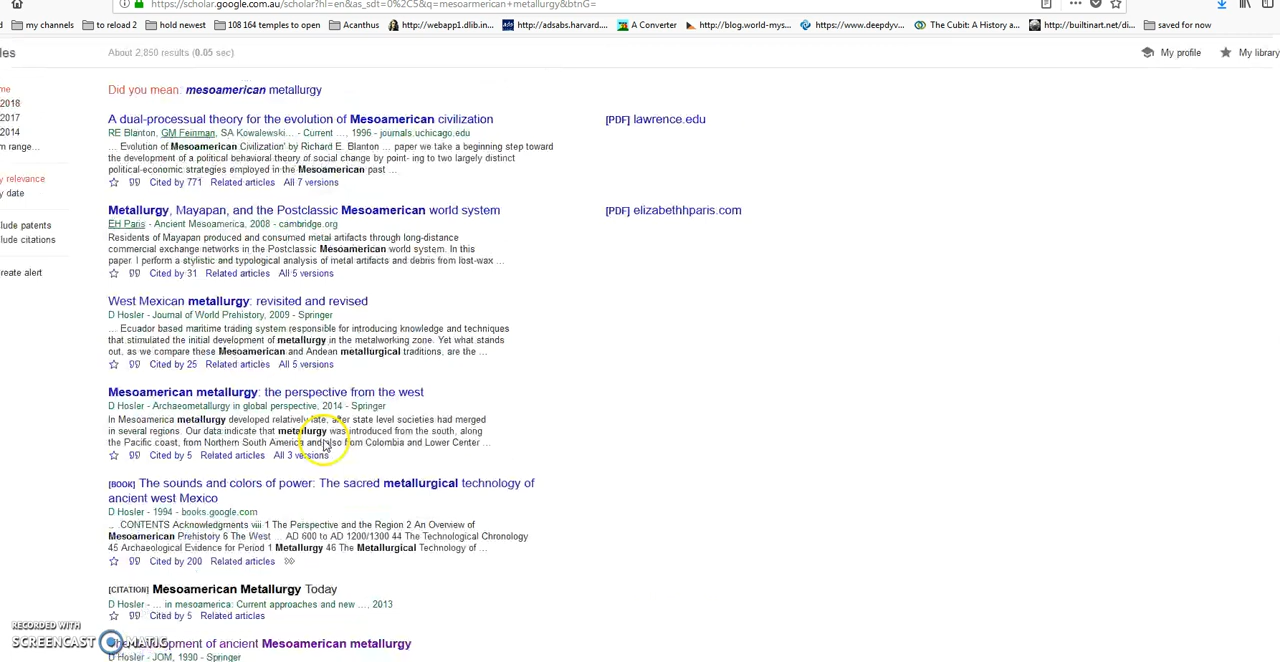 https://scholar.google.com.au/scholar?hl=en&as_sdt=0%2C5&q=mesoarmerican+metallurgy&btnG=
my channels to reload 2 hold newest 108 164 temples to open Acanthus http://webapp1.dlib.in... http://adsabs.harvard.... A Converter http://blog.world-mys... https://www.deepdyv... The Cubit: A History a... http://builtinart.net/di... saved for now
les About 2,850 results (0.05 sec) My profile My library
me
2018
2017
2014
m range...
y relevance
y date
lude patents
lude citations
reate alert
Did you mean: mesoamerican metallurgy
A dual-processual theory for the evolution of Mesoamerican civilization [PDF] lawrence.edu
RE Blanton, GM Feinman, SA Kowalewski... - Current ..., 1996 - journals.uchicago.edu
... Evolution of Mesoamerican Civilization' by Richard E. Blanton ... paper we take a beginning step toward
the development of a political behavioral theory of social change by point- ing to two largely distinct
political-economic strategies employed in the Mesoamerican past ...
Cited by 771 Related articles All 7 versions
Metallurgy, Mayapan, and the Postclassic Mesoamerican world system [PDF] elizabethhparis.com
EH Paris - Ancient Mesoamerica, 2008 - cambridge.org
Residents of Mayapan produced and consumed metal artifacts through long-distance
commercial exchange networks in the Postclassic Mesoamerican world system. In this
paper, I perform a stylistic and typological analysis of metal artifacts and debris from lost-wax ...
Cited by 31 Related articles All 5 versions
West Mexican metallurgy: revisited and revised
D Hosler - Journal of World Prehistory, 2009 - Springer
... Ecuador based maritime trading system responsible for introducing knowledge and techniques
that stimulated the initial development of metallurgy in the metalworking zone. Yet what stands
out, as we compare these Mesoamerican and Andean metallurgical traditions, are the ...
Cited by 25 Related articles All 5 versions
Mesoamerican metallurgy: the perspective from the west
D Hosler - Archaeometallurgy in global perspective, 2014 - Springer
In Mesoamerica metallurgy developed relatively late, after state level societies had merged
in several regions. Our data indicate that metallurgy was introduced from the south, along
the Pacific coast, from Northern South America and also from Colombia and Lower Center ...
Cited by 5 Related articles All 3 versions
[BOOK] The sounds and colors of power: The sacred metallurgical technology of
ancient west Mexico
D Hosler - 1994 - books.google.com
... CONTENTS Acknowledgments viii 1 The Perspective and the Region 2 An Overview of
Mesoamerican Prehistory 6 The West ... AD 600 to AD 1200/1300 44 The Technological Chronology
45 Archaeological Evidence for Period 1 Metallurgy 46 The Metallurgical Technology of ...
Cited by 200 Related articles
[CITATION] Mesoamerican Metallurgy Today
D Hosler - ... in mesoamerica: Current approaches and new ..., 2013
Cited by 5 Related articles
RECORDED WITH
SCREENCAST MATIC
The development of ancient Mesoamerican metallurgy
D Hosler - JOM, 1990 - Springer